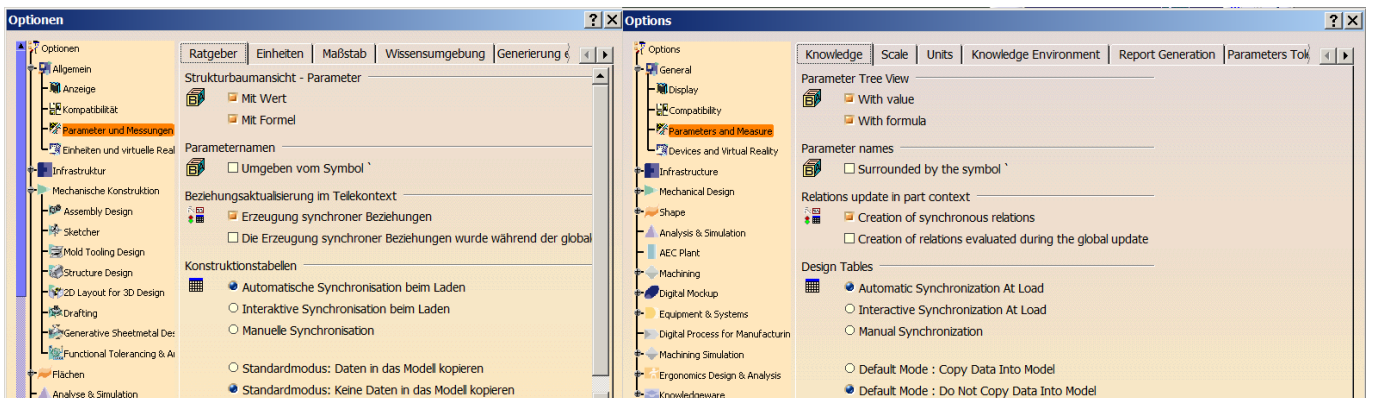 Optionen
Optionen
Allgemein
Anzeige
Kompatibilität
Parameter und Messungen
Einheiten und virtuelle Real
Infrastruktur
Mechanische Konstruktion
Assembly Design
Sketcher
Mold Tooling Design
Structure Design
2D Layout for 3D Design
Drafting
Generative Sheetmetal Des
Functional Tolerancing & A
Flächen
Analyse & Simulation
Ratgeber Einheiten Maßstab Wissensumgebung Generierung e
Strukturbaumansicht - Parameter
Mit Wert
Mit Formel
Parameternamen
Umgeben vom Symbol `
Beziehungsaktualisierung im Teilekontext
Erzeugung synchroner Beziehungen
Die Erzeugung synchroner Beziehungen wurde während der global
Konstruktionstabellen
Automatische Synchronisation beim Laden
Interaktive Synchronisation beim Laden
Manuelle Synchronisation
Standardmodus: Daten in das Modell kopieren
Standardmodus: Keine Daten in das Modell kopieren
Options
Options
General
Display
Compatibility
Parameters and Measure
Devices and Virtual Reality
Infrastructure
Mechanical Design
Shape
Analysis & Simulation
AEC Plant
Machining
Digital Mockup
Equipment & Systems
Digital Process for Manufacturin
Machining Simulation
Ergonomics Design & Analysis
Knowledgeware
Knowledge Scale Units Knowledge Environment Report Generation Parameters Tol
Parameter Tree View
With value
With formula
Parameter names
Surrounded by the symbol `
Relations update in part context
Creation of synchronous relations
Creation of relations evaluated during the global update
Design Tables
Automatic Synchronization At Load
Interactive Synchronization At Load
Manual Synchronization
Default Mode : Copy Data Into Model
Default Mode : Do Not Copy Data Into Model